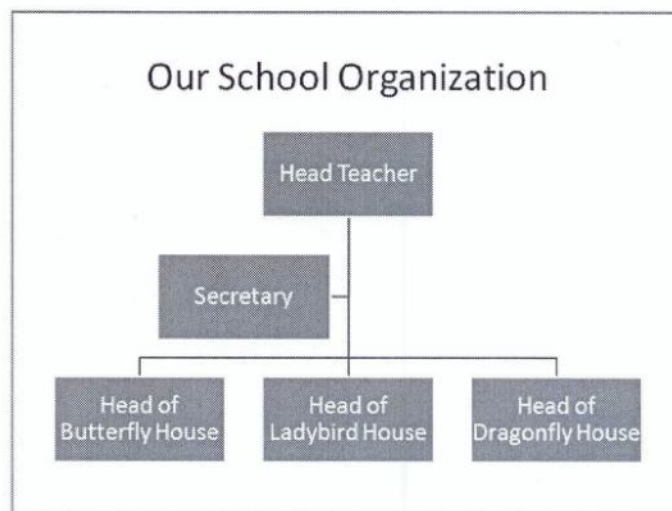 Our School Organization
Head Teacher
Secretary
Head of
Butterfly House
Head of
Ladybird House
Head of
Dragonfly House